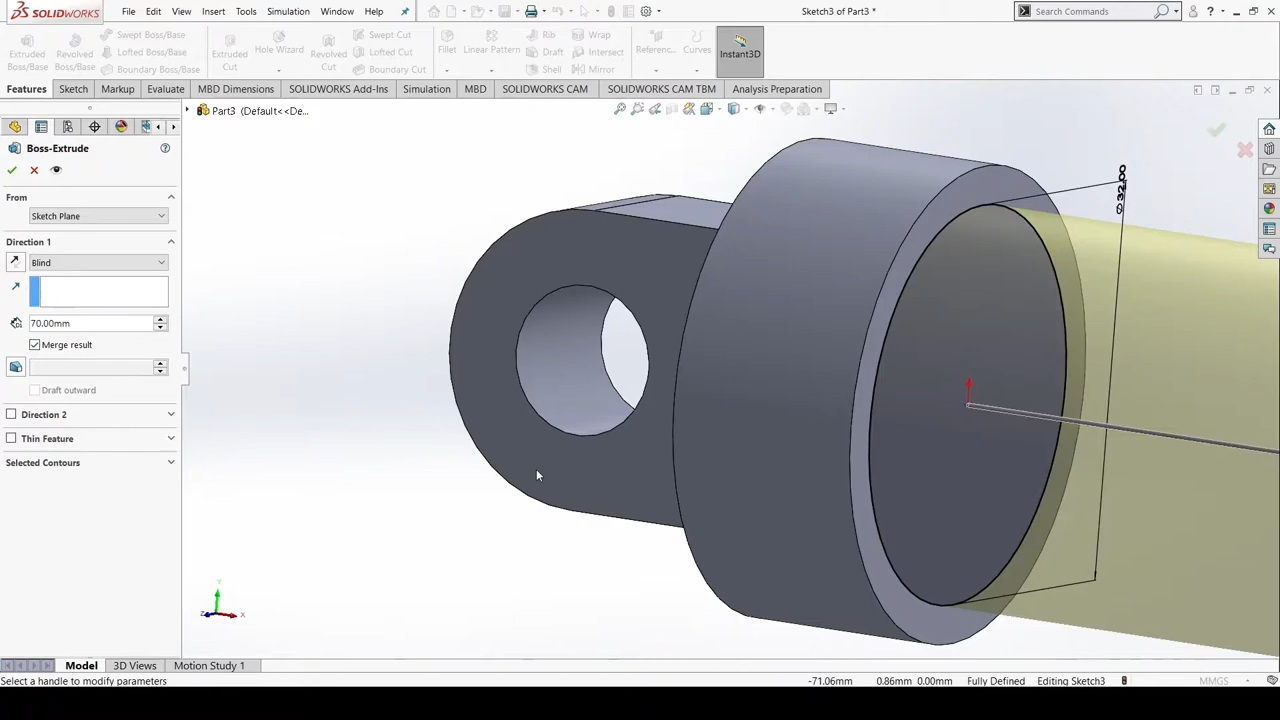 SOLIDWORKS File Edit View Insert Tools Simulation Window Help Sketch3 of Part3 * Search Commands
Extruded Boss/Base
Revolved Boss/Base
Swept Boss/Base
Lofted Boss/Base
Boundary Boss/Base
Extruded Cut
Hole Wizard
Revolved Cut
Swept Cut
Lofted Cut
Boundary Cut
Fillet
Linear Pattern
Rib
Draft
Shell
Wrap
Intersect
Mirror
Referenc...
Curves
Instant3D
Features Sketch Markup Evaluate MBD Dimensions SOLIDWORKS Add-Ins Simulation MBD SOLIDWORKS CAM SOLIDWORKS CAM TBM Analysis Preparation
Part3 (Default<<De...
Boss-Extrude
From
Sketch Plane
Direction 1
Blind
70.00mm
Merge result
Draft outward
Direction 2
Thin Feature
Selected Contours
Ø 32.00
Y
Z X
Model 3D Views Motion Study 1
Select a handle to modify parameters -71.06mm 0.86mm 0.00mm Fully Defined Editing Sketch3 MMGS